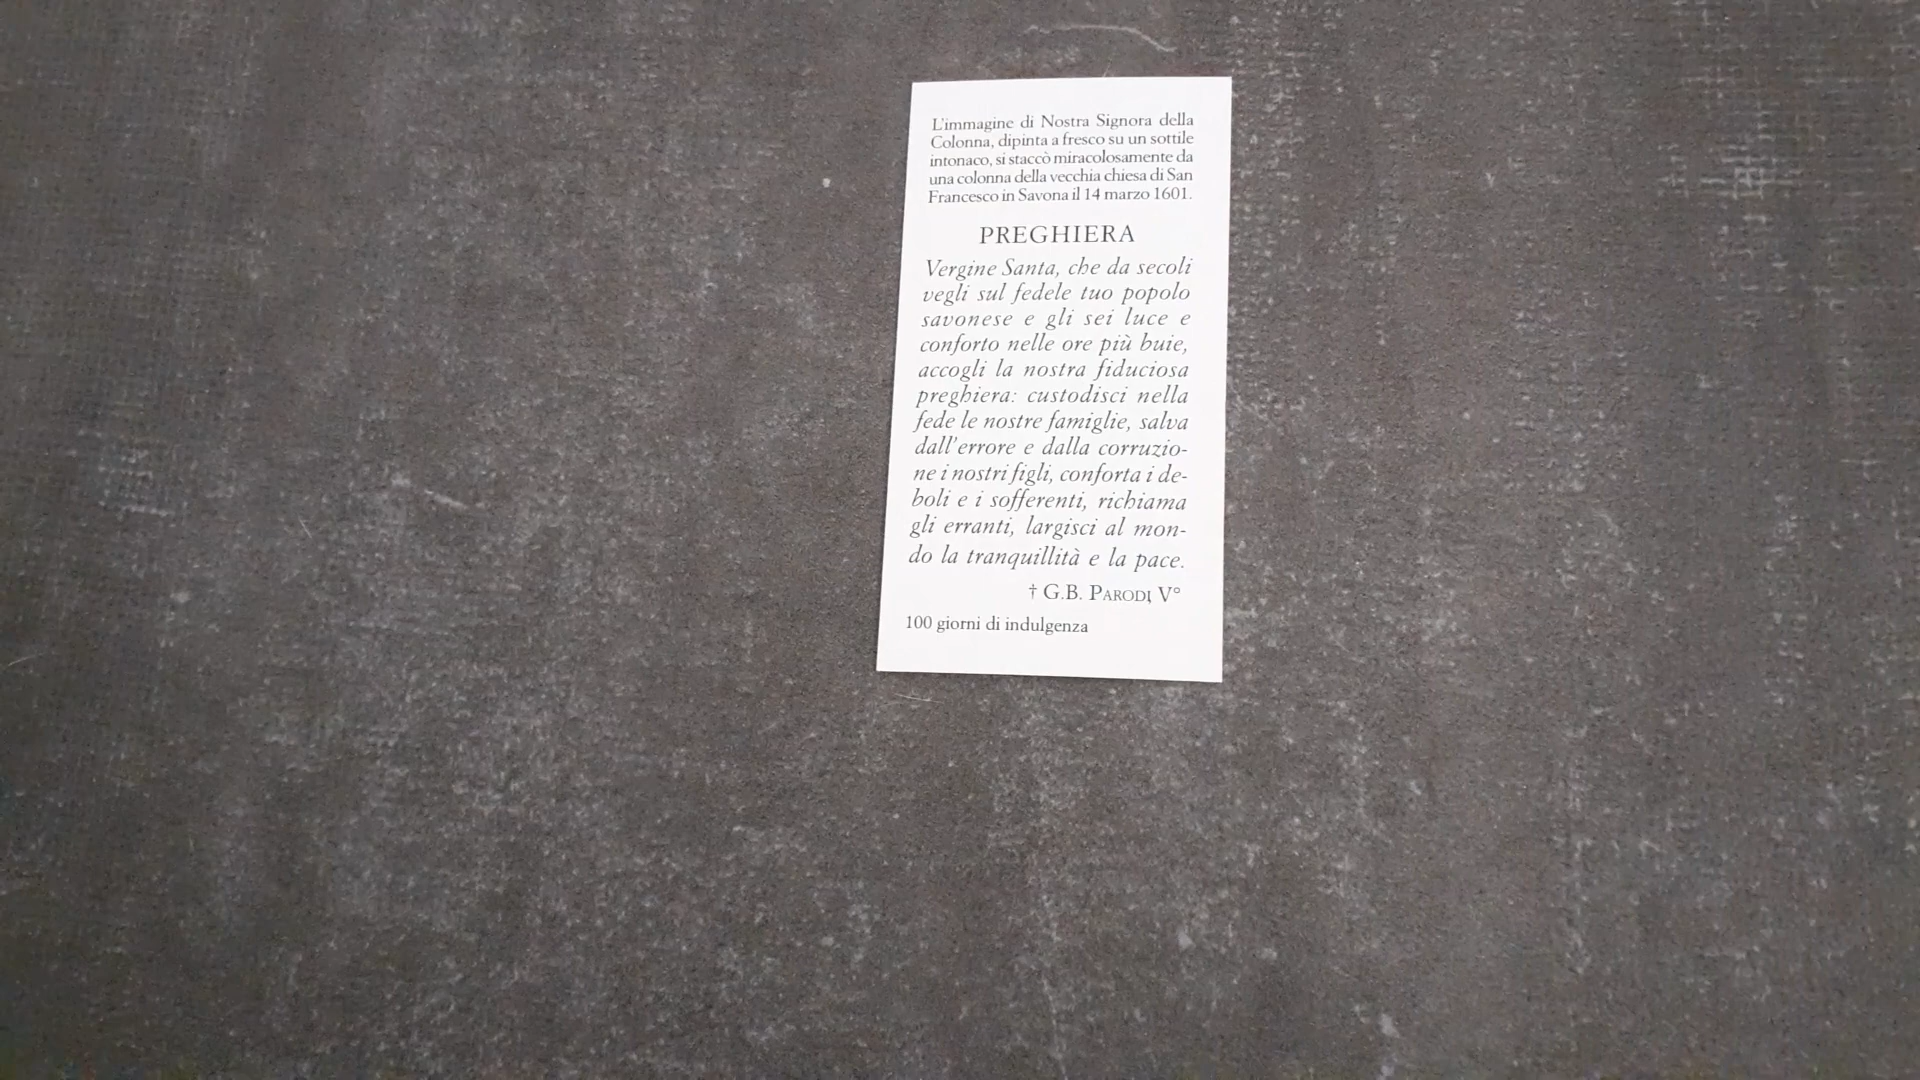 L'immagine di Nostra Signora della
Colonna, dipinta a fresco su un sottile
intonaco, si staccò miracolosamente da
una colonna della vecchia chiesa di San
Francesco in Savona il 14 marzo 1601.
PREGHIERA
Vergine Santa, che da secoli
vegli sul fedele tuo popolo
savonese e gli sei luce e
conforto nelle ore più buie,
accogli la nostra fiduciosa
preghiera: custodisci nella
fede le nostre famiglie, salva
dall'errore e dalla corruzio-
ne i nostri figli, conforta i de-
boli e i sofferenti, richiama
gli erranti, largisci al mon-
do la tranquillità e la pace.
† G.B. PARODI, V°
100 giorni di indulgenza